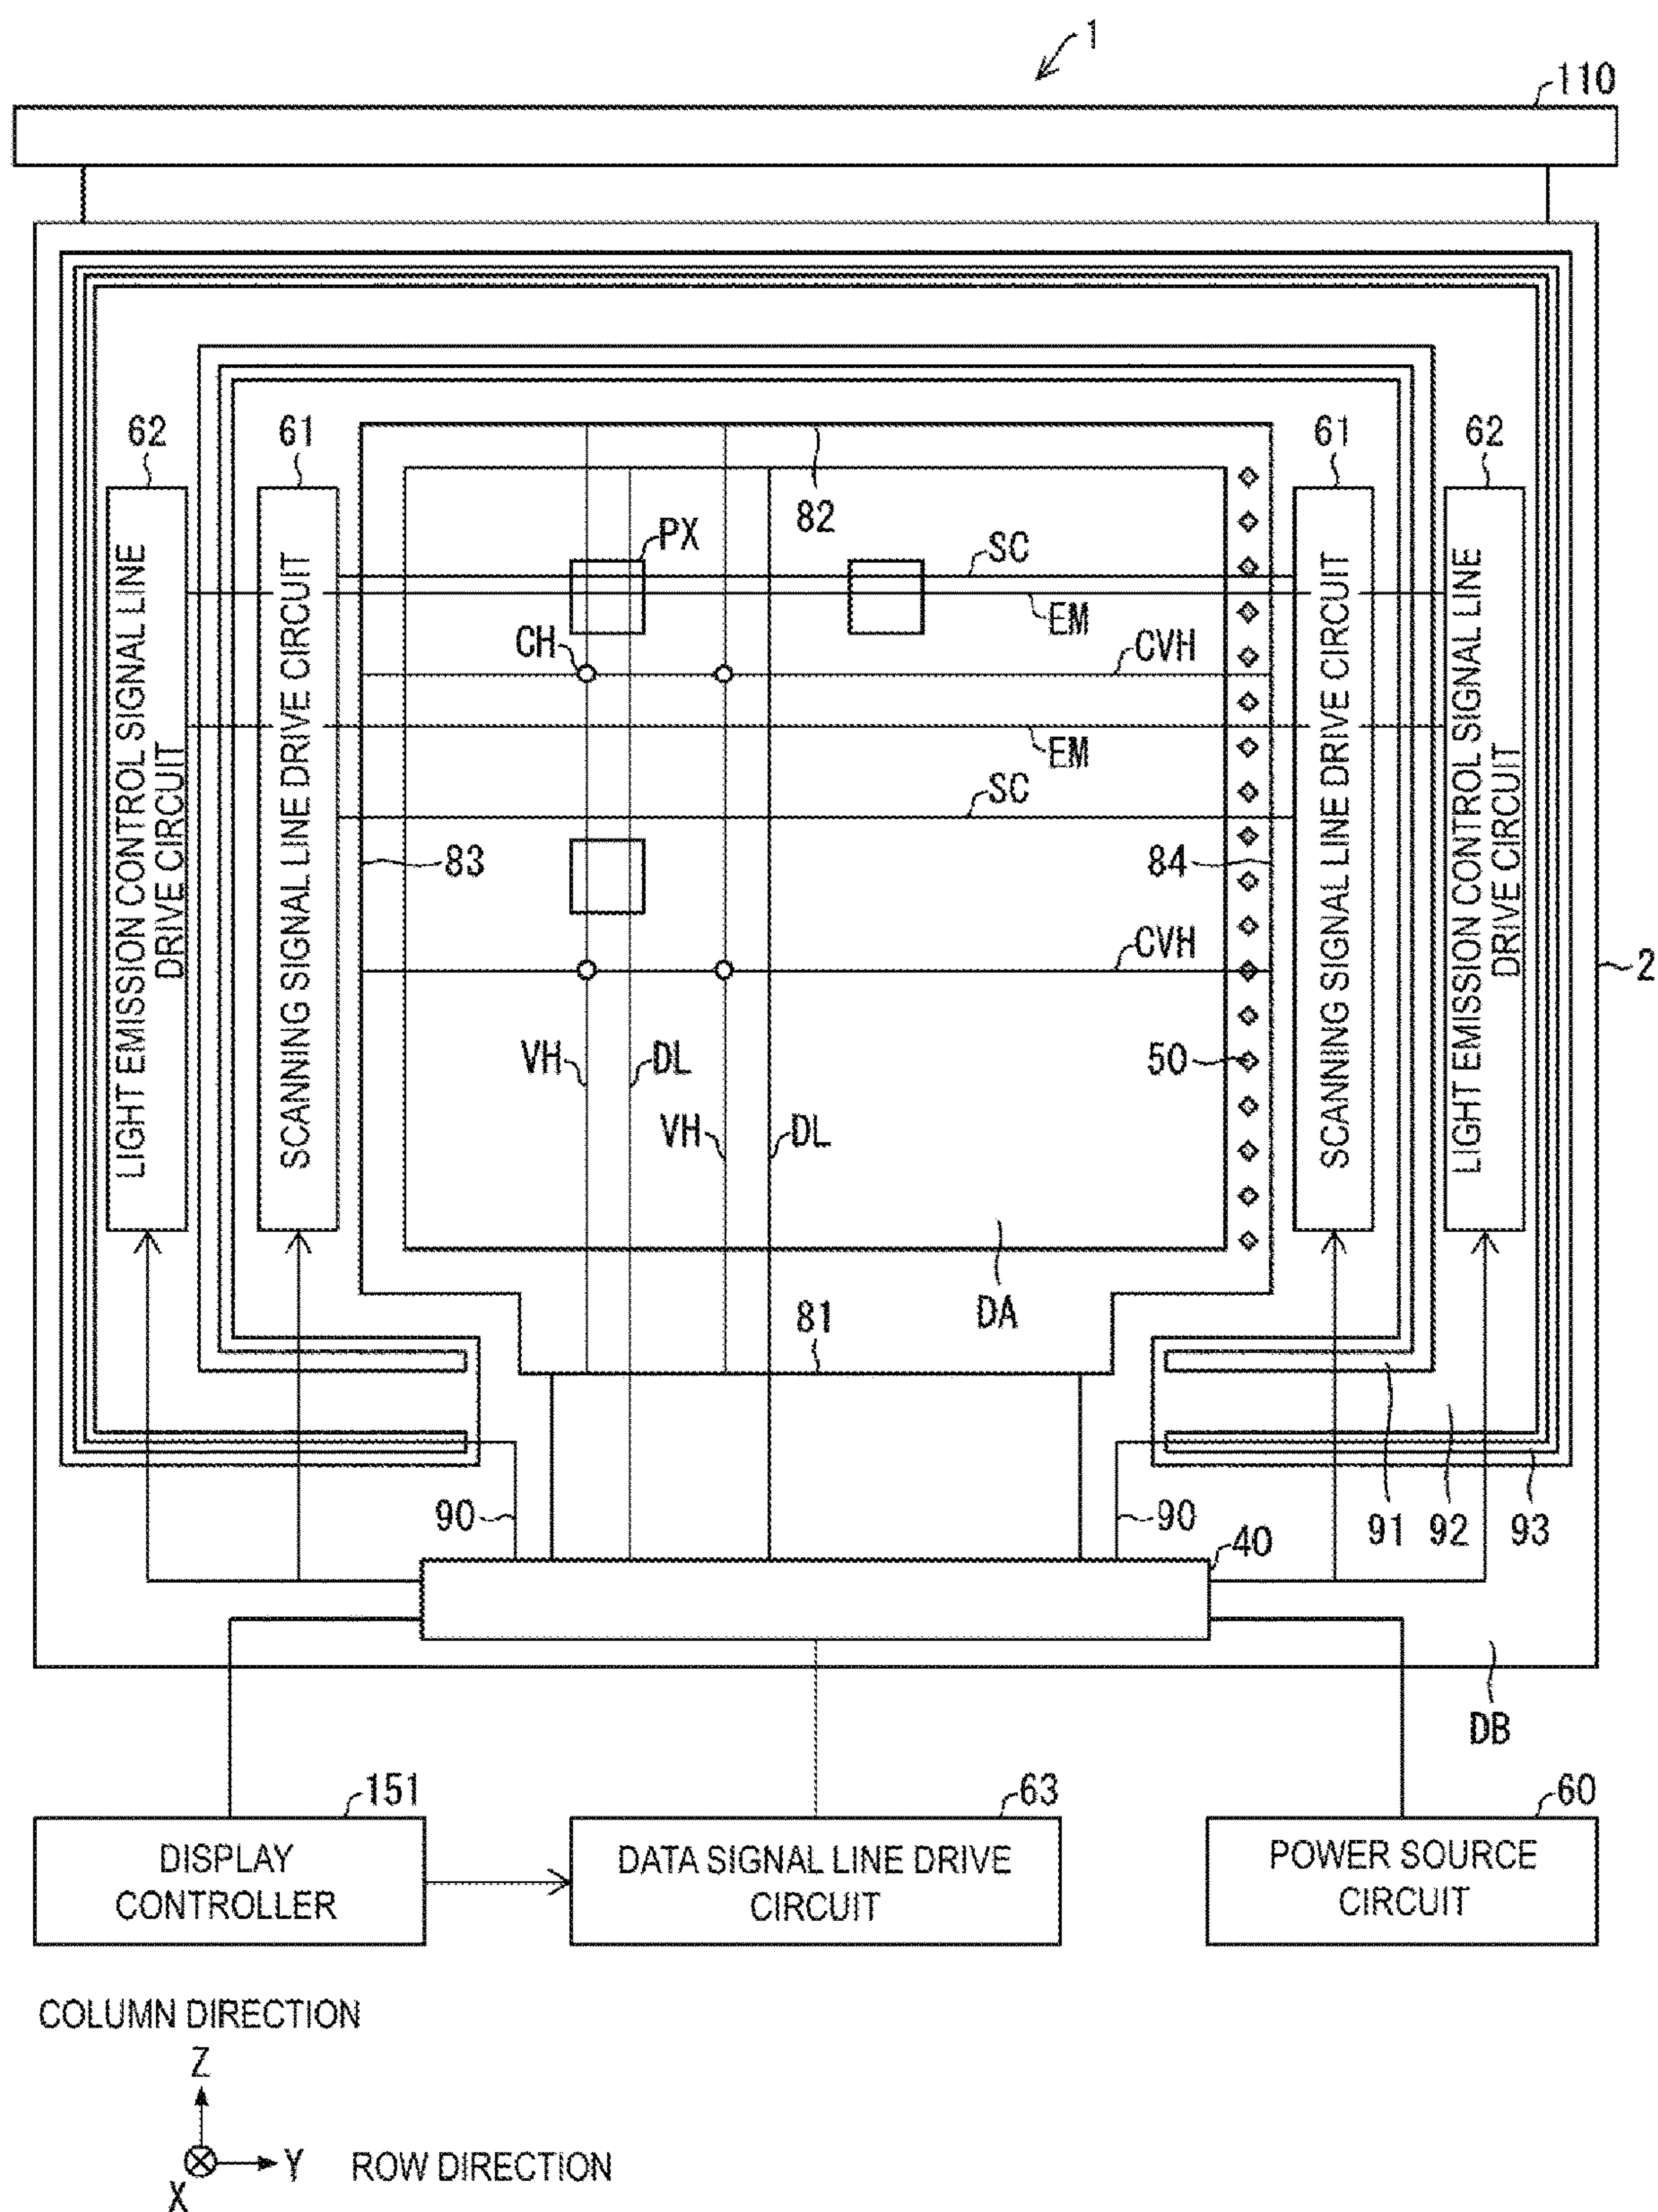 1
110
62
61
61
62
82
PX
SC
EM
CH
CVH
EM
SC
83
84
CVH
2
VH
DL
50
VH
DL
LIGHT EMISSION CONTROL SIGNAL LINE
DRIVE CIRCUIT
SCANNING SIGNAL LINE DRIVE CIRCUIT
SCANNING SIGNAL LINE DRIVE CIRCUIT
LIGHT EMISSION CONTROL SIGNAL LINE
DRIVE CIRCUIT
DA
81
90
90
91
92
93
40
DB
151
63
60
DISPLAY
CONTROLLER
DATA SIGNAL LINE DRIVE
CIRCUIT
POWER SOURCE
CIRCUIT
COLUMN DIRECTION
Z
Y
ROW DIRECTION
X